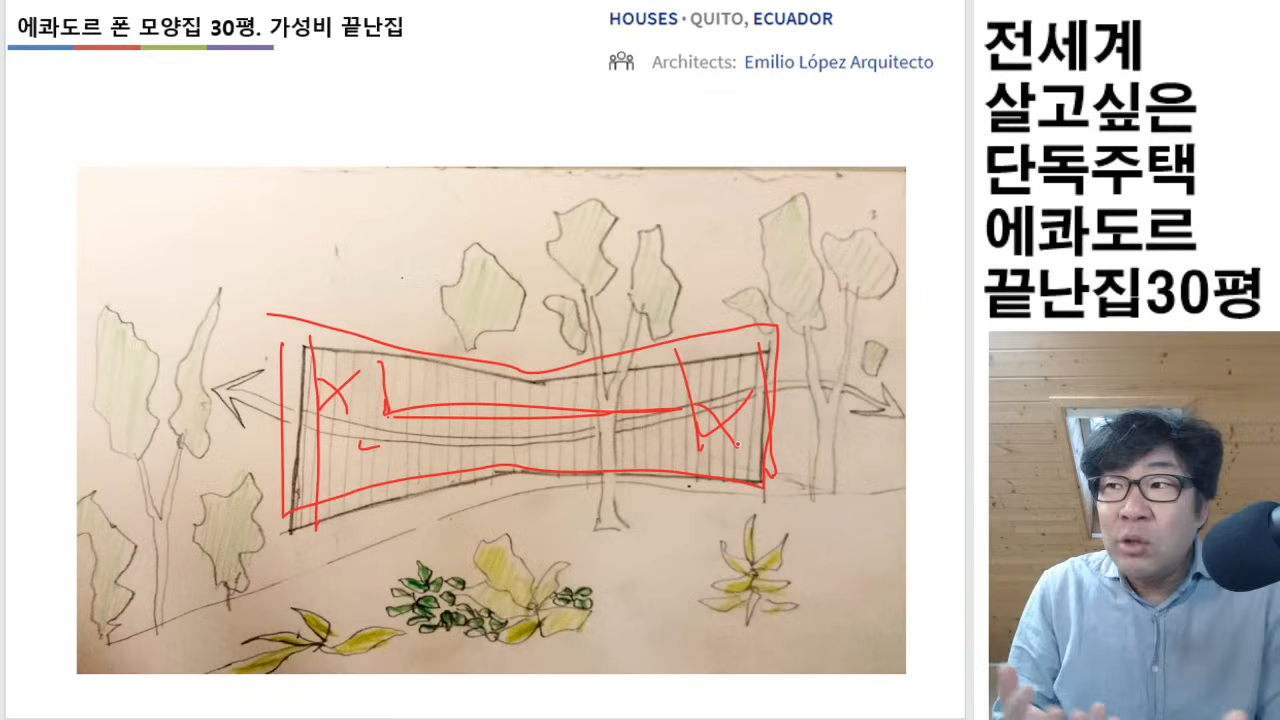 에콰도르 폰 모양집 30평. 가성비 끝난집
HOUSES • QUITO, ECUADOR
Architects: Emilio López Arquitecto
전세계
살고싶은
단독주택
에콰도르
끝난집30평